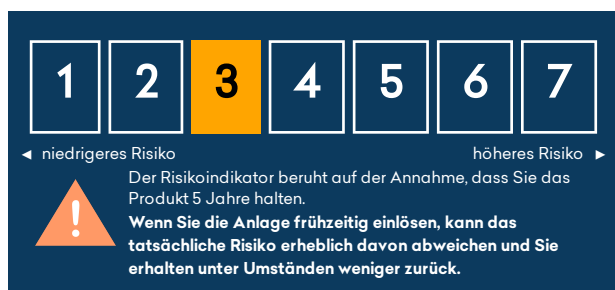 1 2 3 4 5 6 7
◄ niedrigeres Risiko höheres Risiko ►
Der Risikoindikator beruht auf der Annahme, dass Sie das
Produkt 5 Jahre halten.
Wenn Sie die Anlage frühzeitig einlösen, kann das
tatsächliche Risiko erheblich davon abweichen und Sie
erhalten unter Umständen weniger zurück.